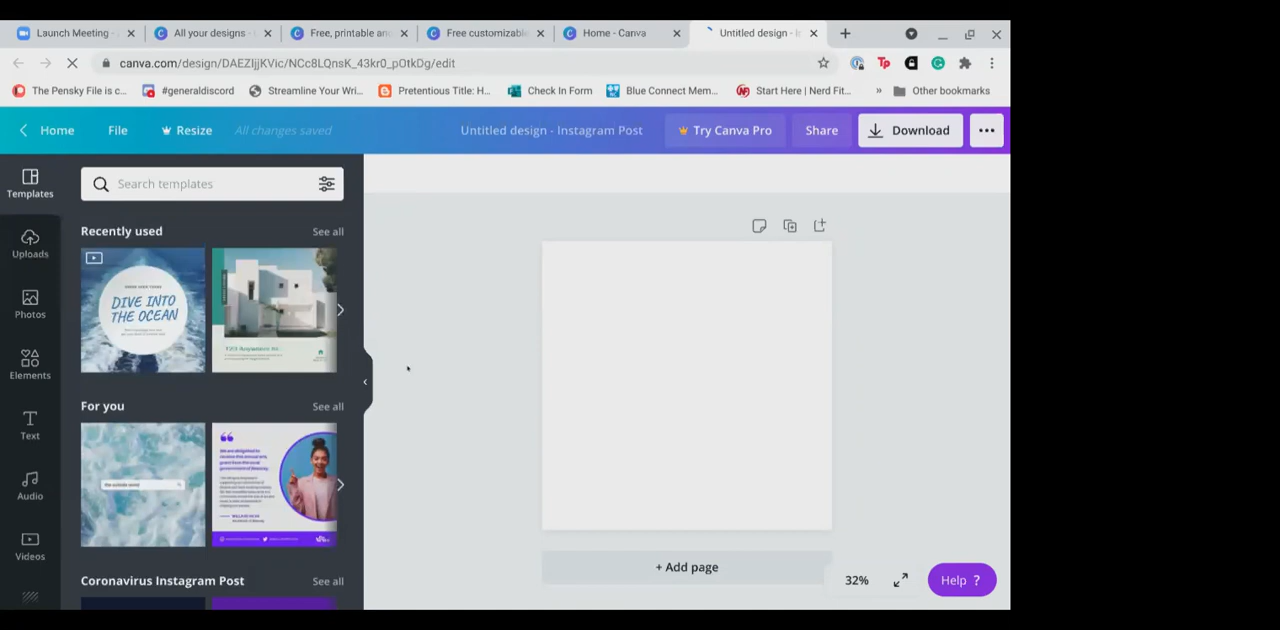 Launch Meeting -
All your designs -
Free, printable an
Free customizable
Home - Canva
Untitled design - I
canva.com/design/DAEZIjjKVic/NCc8LQnsK_43kr0_pOtkDg/edit
The Pensky File is c...
#generaldiscord
Streamline Your Wri...
Pretentious Title: H...
Check In Form
Blue Connect Mem...
Start Here | Nerd Fit...
»
Other bookmarks
Home
File
Resize
All changes saved
Untitled design - Instagram Post
Try Canva Pro
Share
Download
Templates
Search templates
Uploads
Recently used
See all
DIVE INTO
THE OCEAN
Photos
Elements
For you
See all
Text
the outside world
Audio
Videos
+ Add page
32%
Help ?
Coronavirus Instagram Post
See all